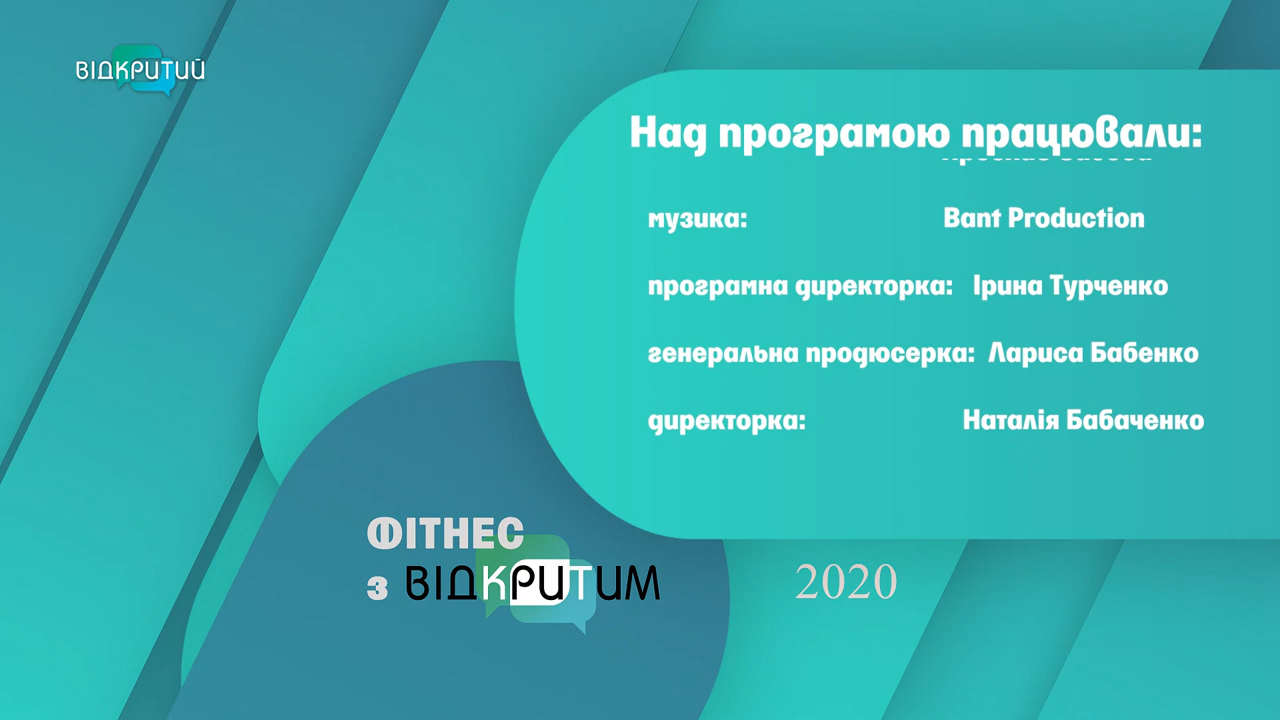 ВІДКРИТИЙ
Над програмою працювали:
музика: Bant Production
програмна директорка: Ірина Турченко
генеральна продюсерка: Лариса Бабенко
директорка: Наталія Бабаченко
ФІТНЕС
з ВІДКРИТИМ
2020